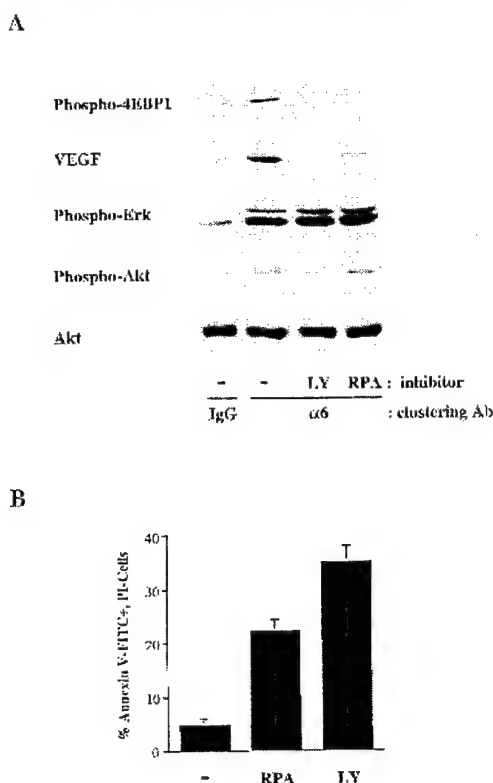 A
Phospho-4EBP1
VEGF
Phospho-Erk
Phospho-Akt
Akt
- - LY RPA : inhibitor
IgG α6 : clustering Ab
B
% Annexin V-FITC+, PI-Cells
40
30
20
10
0
- RPA LY